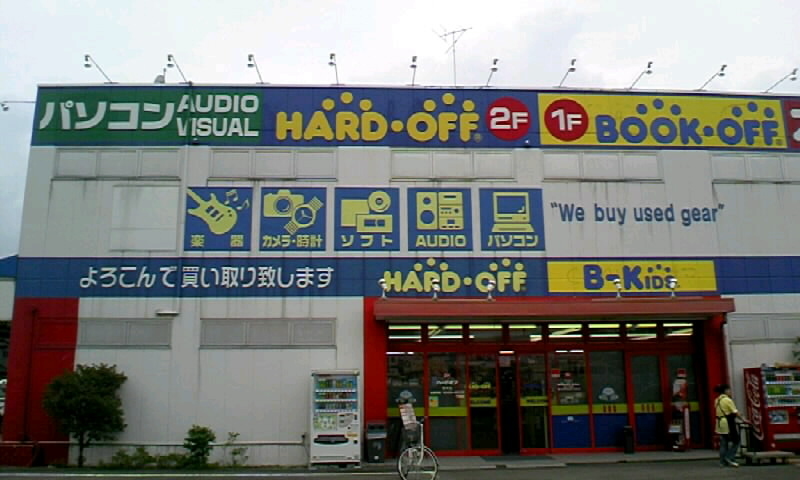 パソコン AUDIO VISUAL HARD・OFF 2F 1F BOOK・OFF
楽器 カメラ・時計 ソフト AUDIO パソコン "We buy used gear"
よろこんで買い取り致します HARD・OFF B-KIDS
Coca-Cola